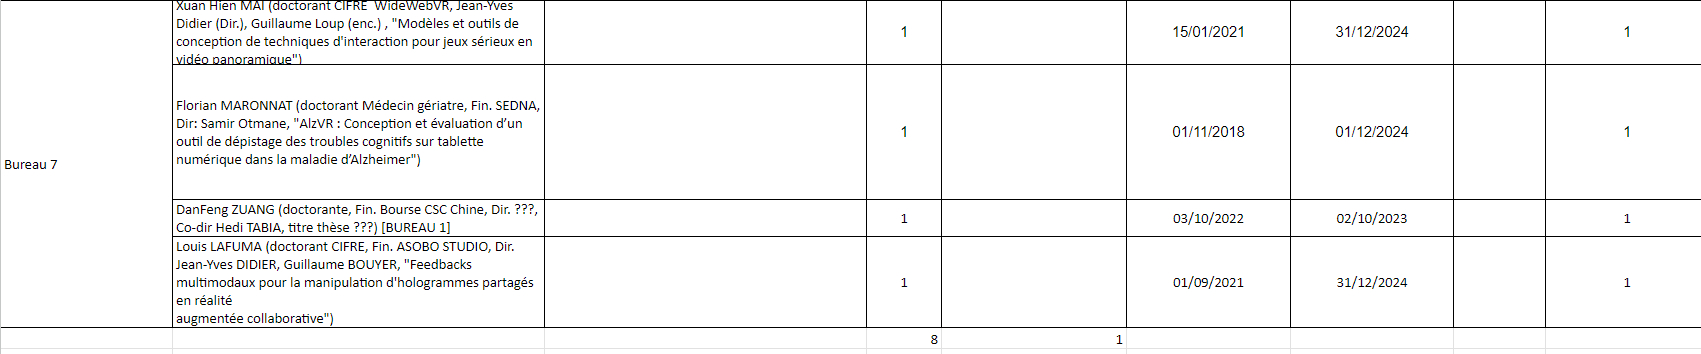 Xuan Hien MAI (doctorant CIFRE WideWebVR, Jean-Yves
Didier (Dir.), Guillaume Loup (enc.) , "Modèles et outils de
conception de techniques d'interaction pour jeux sérieux en
vidéo panoramique")
1
15/01/2021
31/12/2024
1
Bureau 7
Florian MARONNAT (doctorant Médecin gériatre, Fin. SEDNA,
Dir: Samir Otmane, "AlzVR : Conception et évaluation d’un
outil de dépistage des troubles cognitifs sur tablette
numérique dans la maladie d’Alzheimer")
1
01/11/2018
01/12/2024
1
DanFeng ZUANG (doctorante, Fin. Bourse CSC Chine, Dir. ???,
Co-dir Hedi TABIA, titre thèse ???) [BUREAU 1]
1
03/10/2022
02/10/2023
1
Louis LAFUMA (doctorant CIFRE, Fin. ASOBO STUDIO, Dir.
Jean-Yves DIDIER, Guillaume BOUYER, "Feedbacks
multimodaux pour la manipulation d'hologrammes partagés
en réalité
augmentée collaborative")
1
01/09/2021
31/12/2024
1
8
1